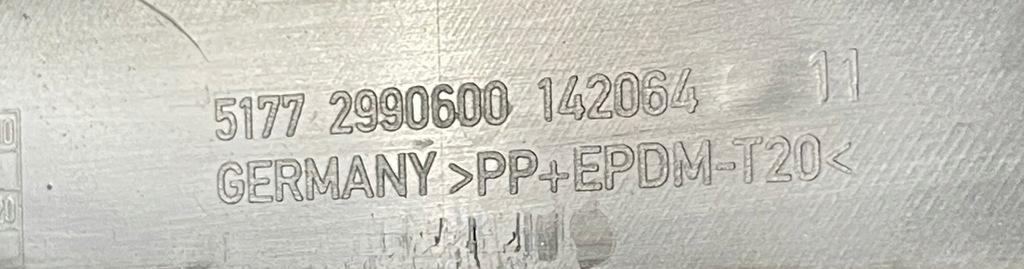 5177 2990600 142064 11
GERMANY >PP+EPDM-T20<